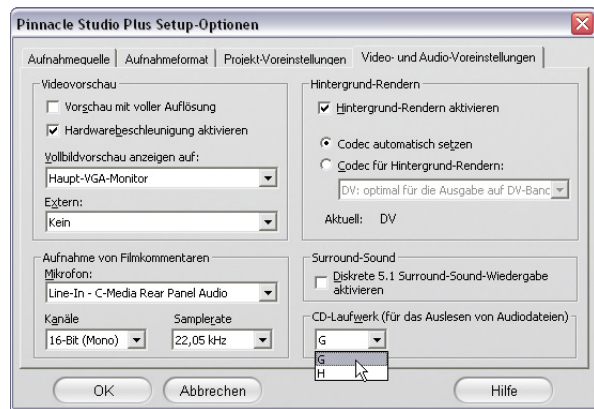 Pinnacle Studio Plus Setup-Optionen
Aufnahmequelle Aufnahmeformat Projekt-Voreinstellungen Video- und Audio-Voreinstellungen
Videovorschau
Vorschau mit voller Auflösung
Hardwarebeschleunigung aktivieren
Vollbildvorschau anzeigen auf:
Haupt-VGA-Monitor
Extern:
Kein
Hintergrund-Rendern
Hintergrund-Rendern aktivieren
Codec automatisch setzen
Codec für Hintergrund-Rendern:
DV: optimal für die Ausgabe auf DV-Banc
Aktuell: DV
Aufnahme von Filmkommentaren
Mikrofon:
Line-In - C-Media Rear Panel Audio
Kanäle Samplerate
16-Bit (Mono) 22,05 kHz
Surround-Sound
Diskrete 5.1 Surround-Sound-Wiedergabe
aktivieren
CD-Laufwerk (für das Auslesen von Audiodateien)
G
G
H
OK Abbrechen Hilfe